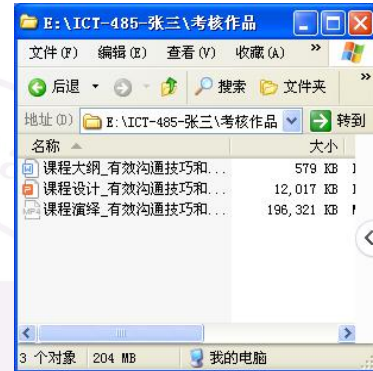 E:\ICT-485-张三\考核作品
文件(F) 编辑(E) 查看(V) 收藏(A) »
后退 搜索 文件夹 »
地址(D) E:\ICT-485-张三\考核作品 转到
名称 大小
课程大纲_有效沟通技巧和... 579 KB
课程设计_有效沟通技巧和... 12,017 KB
MP4 课程演绎_有效沟通技巧和... 196,321 KB
3 个对象 204 MB 我的电脑